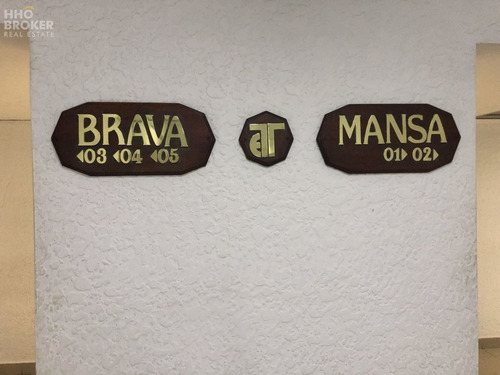 HHO
BROKER
REAL ESTATE
BRAVA
◄03 ◄04 ◄05
MANSA
01► 02►